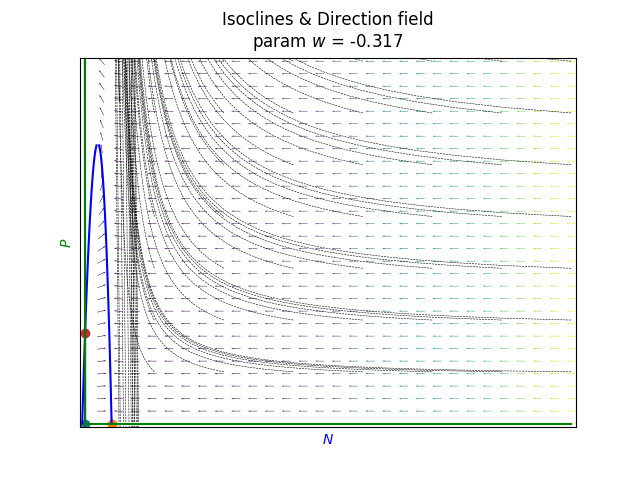 Isoclines & Direction field
param w = -0.317
P
N